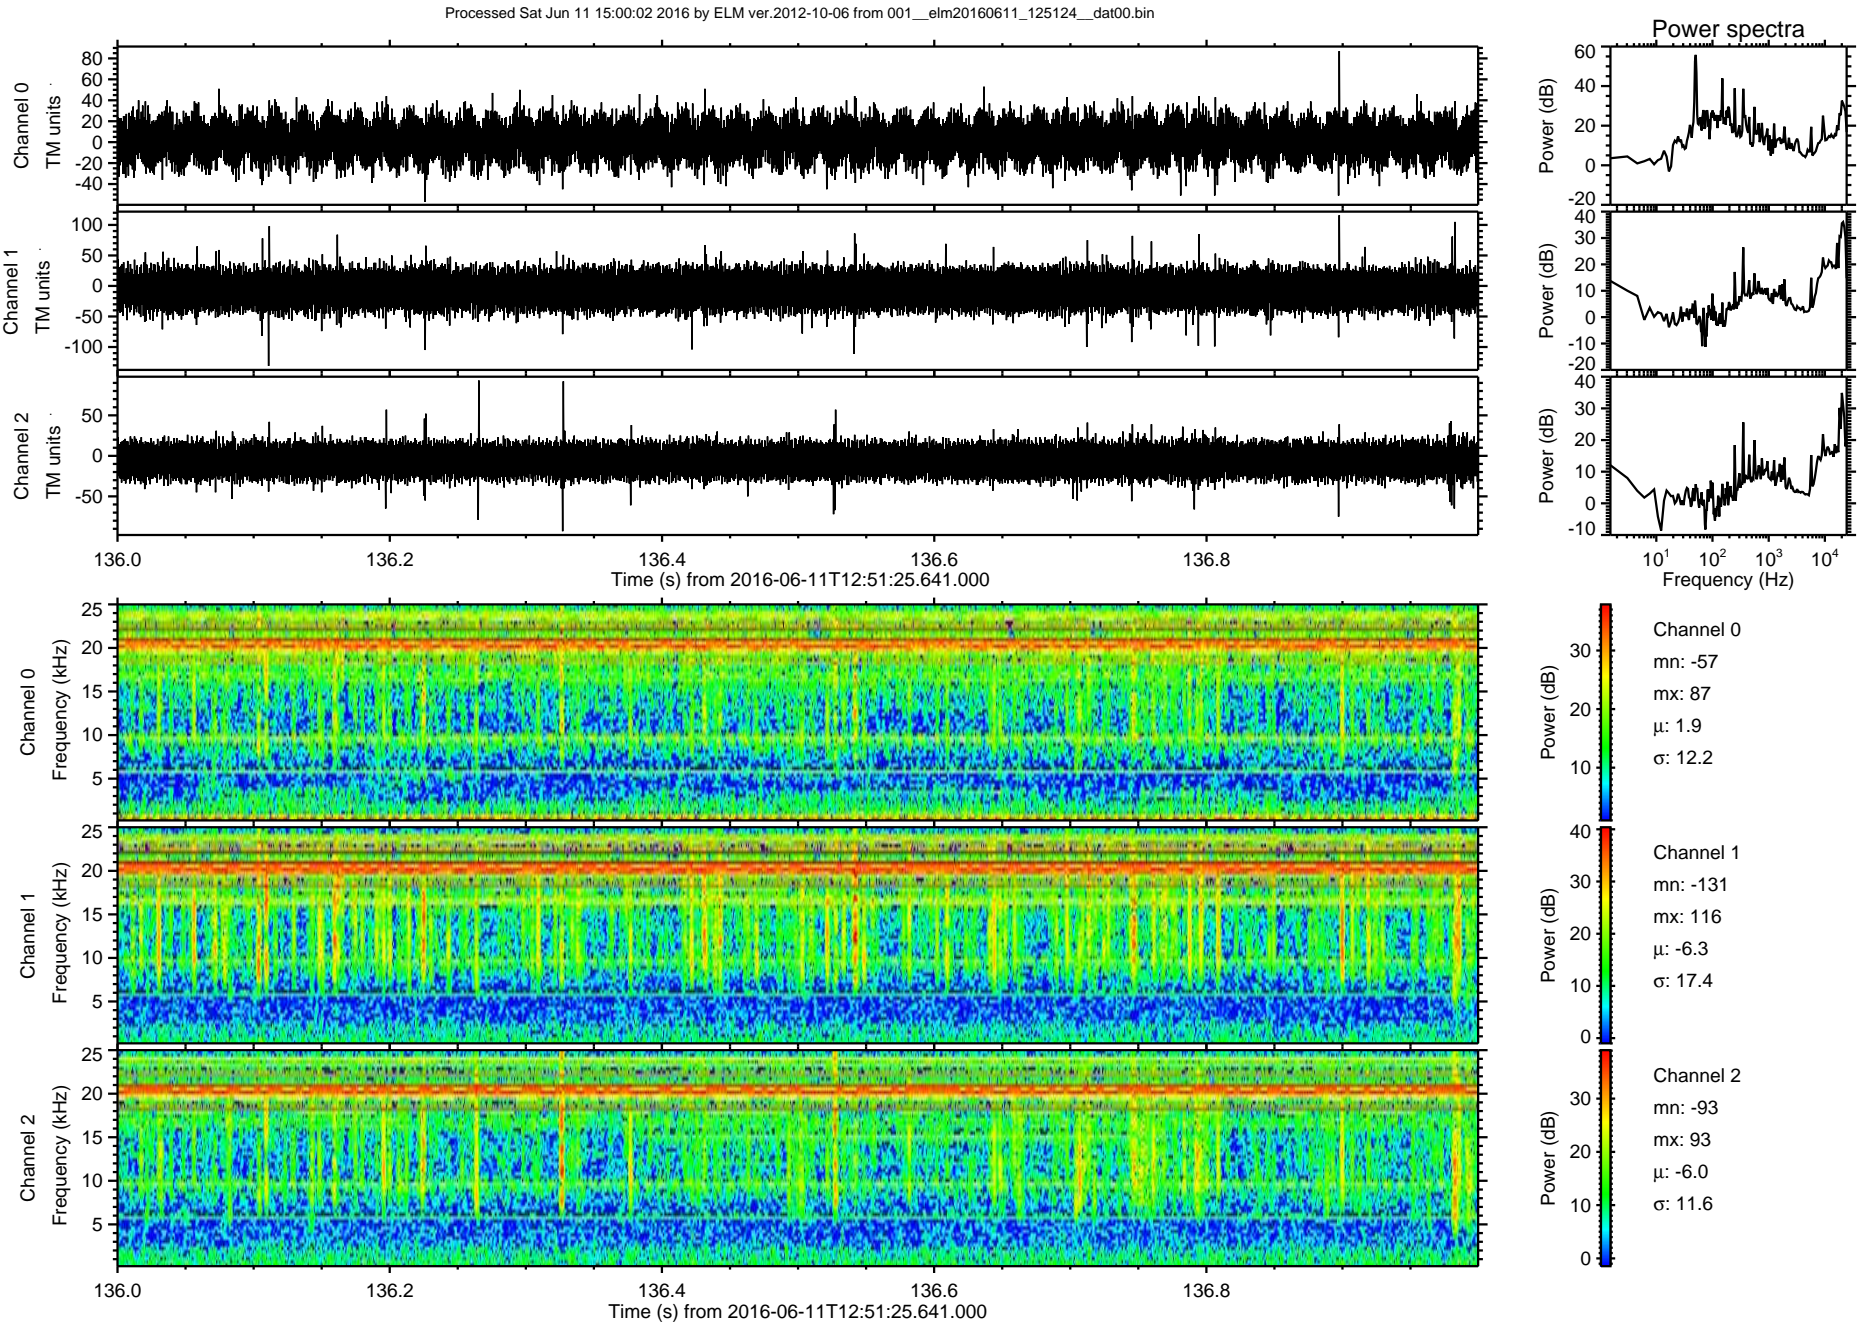 Processed Sat Jun 11 15:00:02 2016 by ELM ver.2012-10-06 from 001__elm20160611_125124__dat00.bin
Power spectra
Channel 0
TM units
80
60
40
20
0
-20
-40
Power (dB)
60
40
20
0
-20
Channel 1
TM units
100
50
0
-50
-100
Power (dB)
40
30
20
10
0
-10
-20
Channel 2
TM units
50
0
-50
Power (dB)
40
30
20
10
0
-10
136.0 136.2 136.4 136.6 136.8
Time (s) from 2016-06-11T12:51:25.641.000
10¹ 10² 10³ 10⁴
Frequency (Hz)
Channel 0
Frequency (kHz)
25
20
15
10
5
Power (dB)
30
20
10
Channel 0
mn: -57
mx: 87
μ: 1.9
σ: 12.2
Channel 1
Frequency (kHz)
25
20
15
10
5
Power (dB)
40
30
20
10
0
Channel 1
mn: -131
mx: 116
μ: -6.3
σ: 17.4
Channel 2
Frequency (kHz)
25
20
15
10
5
Power (dB)
30
20
10
0
Channel 2
mn: -93
mx: 93
μ: -6.0
σ: 11.6
136.0 136.2 136.4 136.6 136.8
Time (s) from 2016-06-11T12:51:25.641.000